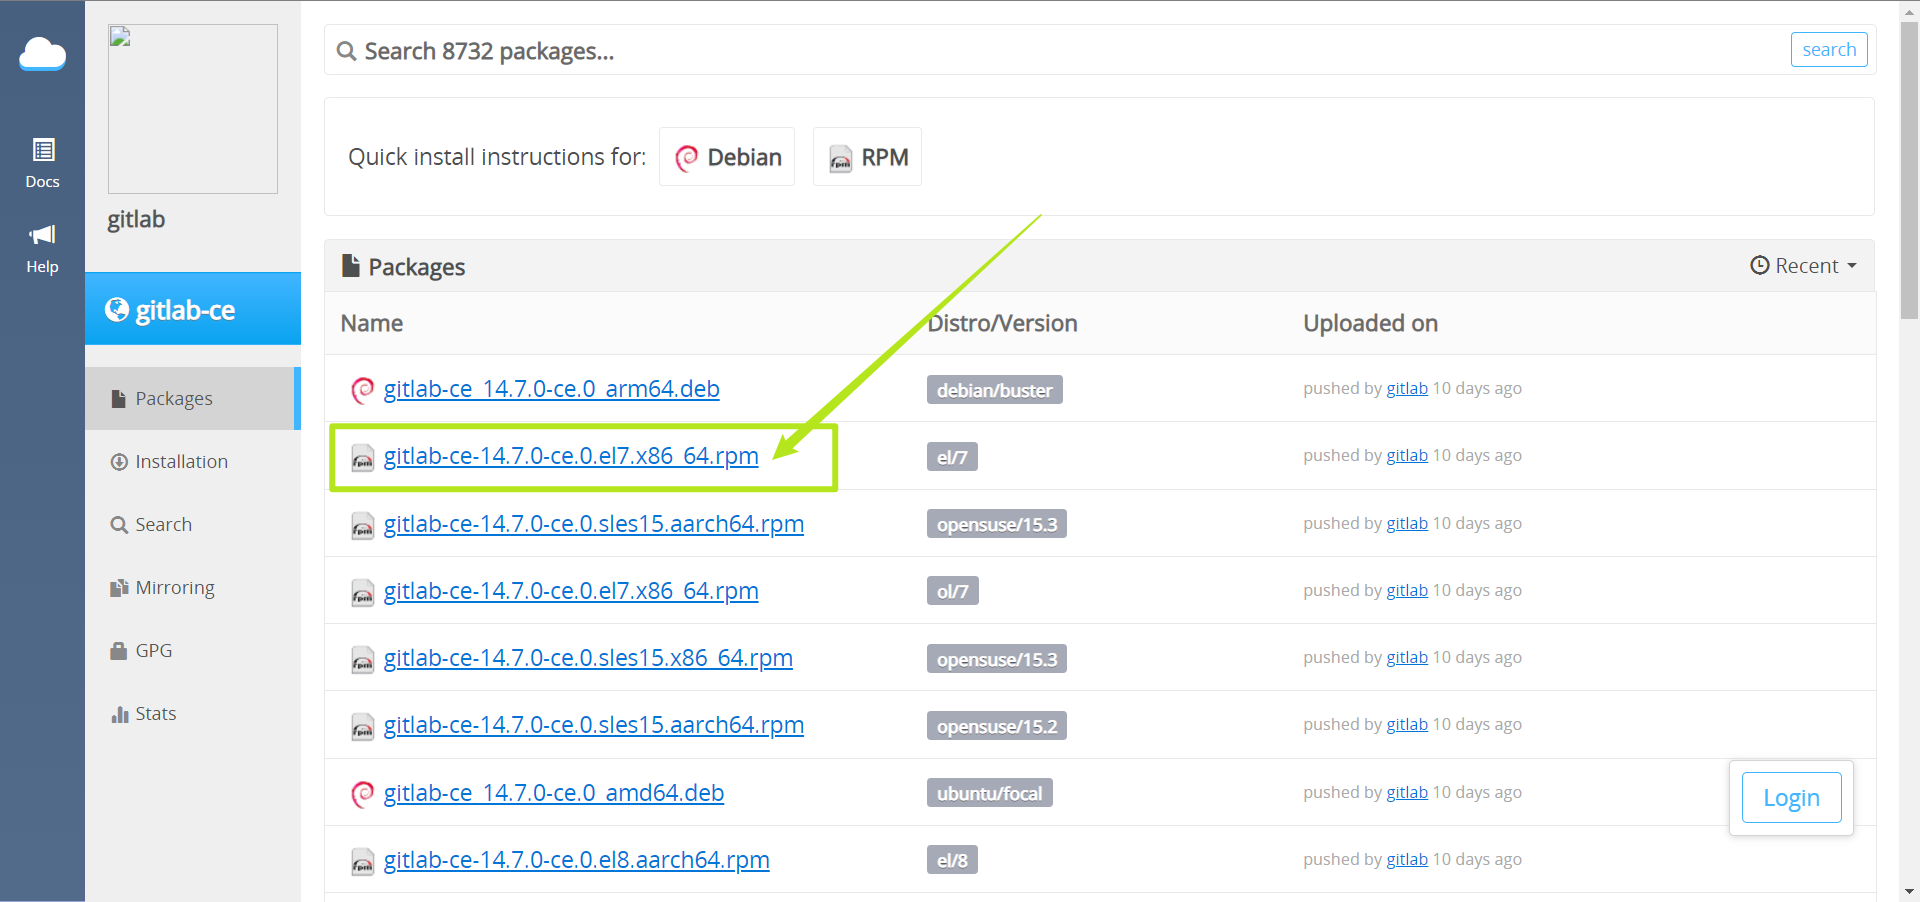 Docs
Help
gitlab
gitlab-ce
Packages
Installation
Search
Mirroring
GPG
Stats
Search 8732 packages...
search
Quick install instructions for:
Debian
RPM
Packages
Recent
Name Distro/Version Uploaded on
gitlab-ce_14.7.0-ce.0_arm64.deb debian/buster pushed by gitlab 10 days ago
gitlab-ce-14.7.0-ce.0.el7.x86_64.rpm el/7 pushed by gitlab 10 days ago
gitlab-ce-14.7.0-ce.0.sles15.aarch64.rpm opensuse/15.3 pushed by gitlab 10 days ago
gitlab-ce-14.7.0-ce.0.el7.x86_64.rpm ol/7 pushed by gitlab 10 days ago
gitlab-ce-14.7.0-ce.0.sles15.x86_64.rpm opensuse/15.3 pushed by gitlab 10 days ago
gitlab-ce-14.7.0-ce.0.sles15.aarch64.rpm opensuse/15.2 pushed by gitlab 10 days ago
gitlab-ce_14.7.0-ce.0_amd64.deb ubuntu/focal pushed by gitlab 10 days ago
Login
gitlab-ce-14.7.0-ce.0.el8.aarch64.rpm el/8 pushed by gitlab 10 days ago